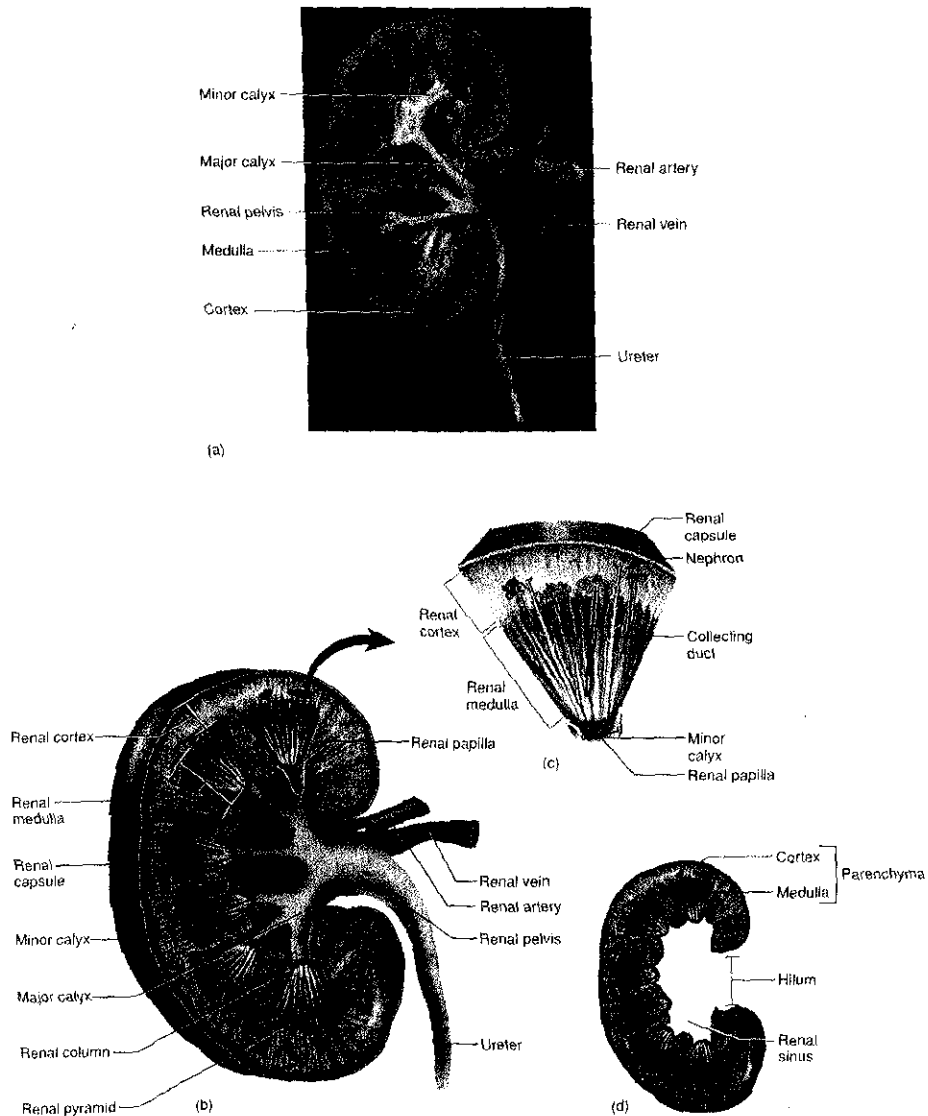 Minor calyx
Major calyx
Renal artery
Renal pelvis
Renal vein
Medulla
Cortex
Ureter
(a)
Renal
capsule
Nephron
Renal
cortex
Collecting
duct
Renal
medulla
Minor
calyx
Renal papilla
(c)
Renal cortex
Renal papilla
Renal
medulla
Renal
capsule
Renal vein
Renal artery
Minor calyx
Renal pelvis
Major calyx
Renal column
Ureter
Renal pyramid
(b)
Cortex
Parenchyma
Medulla
Hilum
Renal
sinus
(d)